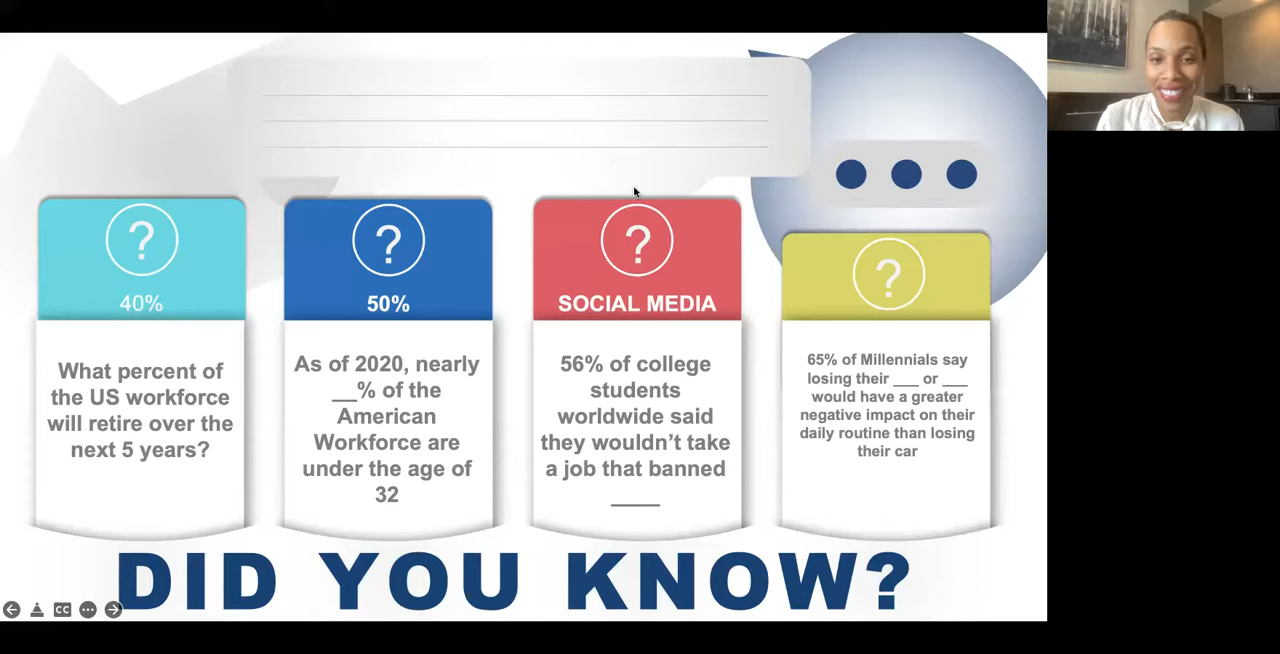 ?
40%
What percent of
the US workforce
will retire over the
next 5 years?
?
50%
As of 2020, nearly
__% of the
American
Workforce are
under the age of
32
?
SOCIAL MEDIA
56% of college
students
worldwide said
they wouldn’t take
a job that banned
_____
?
65% of Millennials say
losing their ___ or ___
would have a greater
negative impact on their
daily routine than losing
their car
DID YOU KNOW?
CC